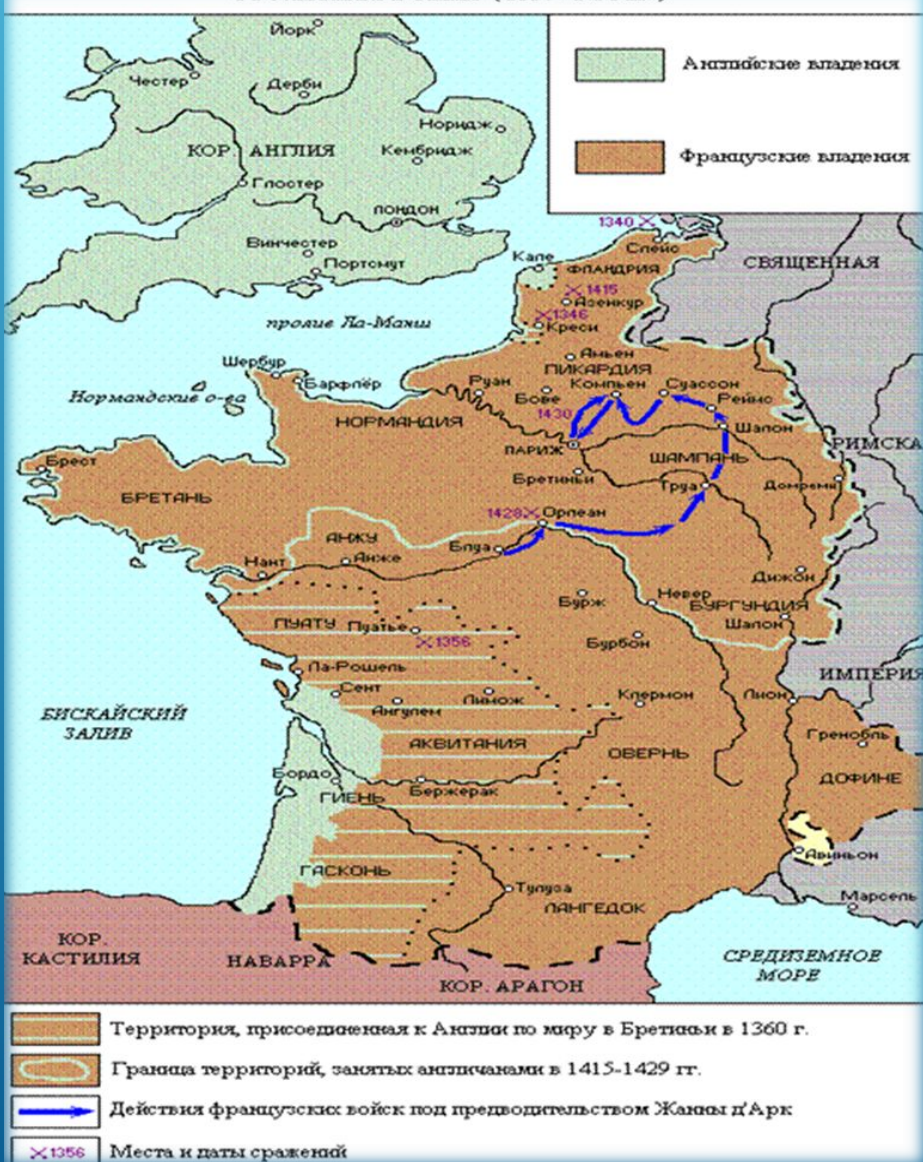 Йорк
Честер
Дерби
Норидж
КОР. АНГЛИЯ
Кембридж
Глостер
ЛОНДОН
Винчестер
Портсмут
Английские владения
Французские владения
1340
Слейс
Кале
ФЛАНДРИЯ
СВЯЩЕННАЯ
1415
Азенкур
1346
Креси
пролив Ла-Манш
Амьен
ПИКАРДИЯ
Шербур
Барфлёр
Руан
Бове
Компьен
Суассон
Реймс
Нормандские о-ва
НОРМАНДИЯ
1430
Шалон
ПАРИЖ
ШАМПАНЬ
РИМСКА
Брест
Бретиньи
Труа
Домреми
БРЕТАНЬ
1428
Орлеан
АНЖУ
Анже
Блуа
Нант
Дижон
Бурж
Невер
БУРГУНДИЯ
ПУАТУ
Пуатье
1356
Бурбон
Шалон
Ла-Рошель
ИМПЕРИЯ
Сент
Ангулем
Лимож
Клермон
Лион
БИСКАЙСКИЙ
ЗАЛИВ
АКВИТАНИЯ
ОВЕРНЬ
Гренобль
Бордо
ДОФИНЕ
ГИЕНЬ
Бержерак
Авиньон
ГАСКОНЬ
Тулуза
ЛАНГЕДОК
Марсель
КОР.
КАСТИЛИЯ
НАВАРРА
КОР. АРАГОН
СРЕДИЗЕМНОЕ
МОРЕ
Территория, присоединенная к Англии по миру в Бретиньи в 1360 г.
Граница территорий, занятых англичанами в 1415-1429 гг.
Действия французских войск под предводительством Жанны д'Арк
1356
Места и даты сражений